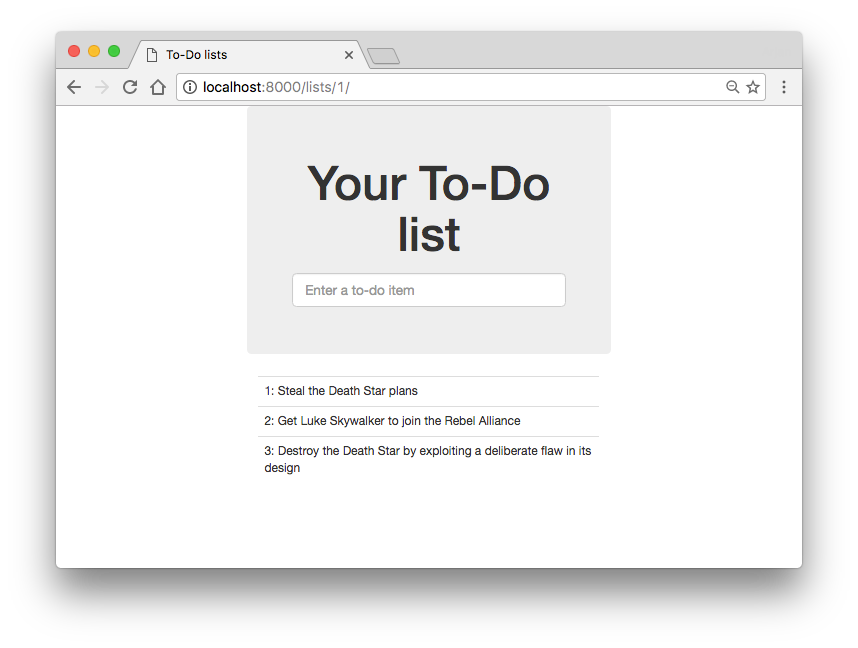 To-Do lists
localhost:8000/lists/1/
Your To-Do
list
Enter a to-do item
1: Steal the Death Star plans
2: Get Luke Skywalker to join the Rebel Alliance
3: Destroy the Death Star by exploiting a deliberate flaw in its
design